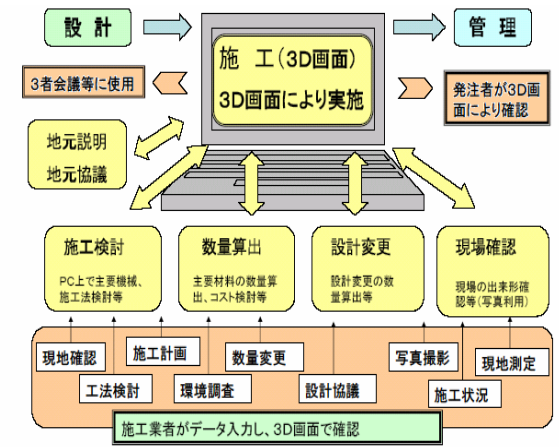 設計
管理
施 工(3D画面)
3D画面により実施
3者会議等に使用
発注者が3D画
面により確認
地元説明
地元協議
施工検討
PC上で主要機械、
施工法検討等
数量算出
主要材料の数量算
出、コスト検討等
設計変更
設計変更の数
量算出等
現場確認
現場の出来形確
認等(写真利用)
現地確認
施工計画
数量変更
写真撮影
現地測定
工法検討
環境調査
設計協議
施工状況
施工業者がデータ入力し、3D画面で確認